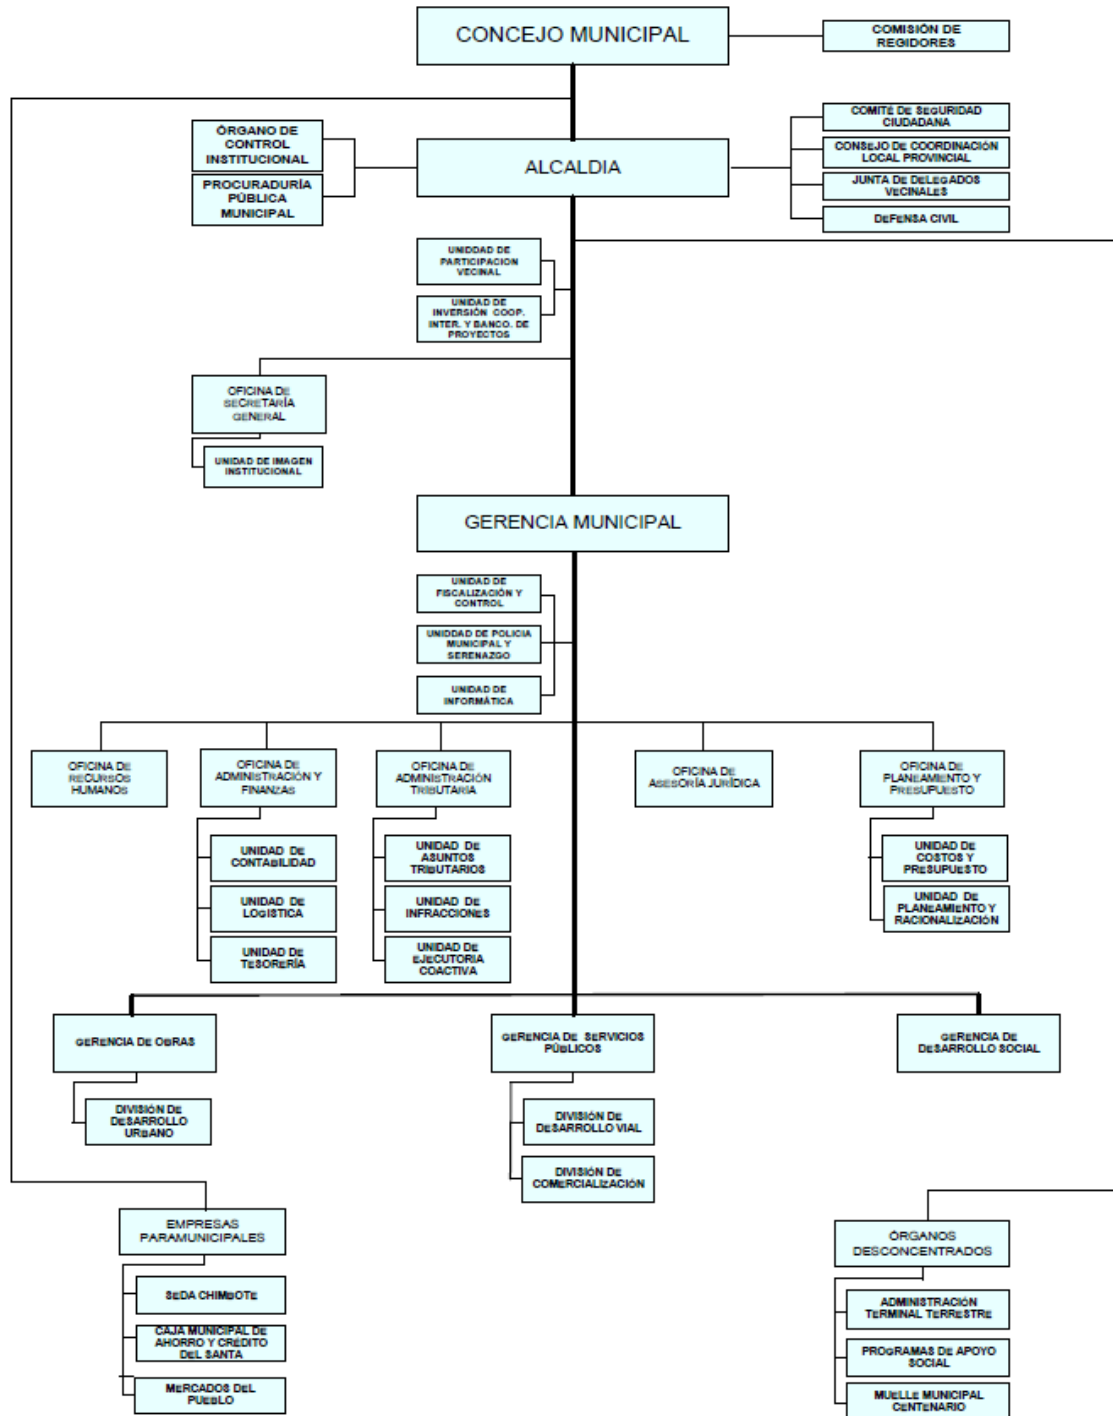 CONCEJO MUNICIPAL
COMISIÓN DE
REGIDORES
ÓRGANO DE
CONTROL
INSTITUCIONAL
PROCURADURÍA
PÚBLICA
MUNICIPAL
ALCALDIA
COMITÉ DE SEGURIDAD
CIUDADANA
CONSEJO DE COORDINACIÓN
LOCAL PROVINCIAL
JUNTA DE DELEGADOS
VECINALES
DEFENSA CIVIL
UNIDDAD DE
PARTICIPACION
VECINAL
UNIDAD DE
INVERSIÓN COOP.
INTER. Y BANCO. DE
PROYECTOS
OFICINA DE
SECRETARÍA
GENERAL
UNIDAD DE IMAGEN
INSTITUCIONAL
GERENCIA MUNICIPAL
UNIDAD DE
FISCALIZACIÓN Y
CONTROL
UNIDDAD DE POLICIA
MUNICIPAL Y
SERENAZGO
UNIDAD DE
INFORMÁTICA
OFICINA DE
RECURSOS
HUMANOS
OFICINA DE
ADMINISTRACIÓN Y
FINANZAS
OFICINA DE
ADMINISTRACIÓN
TRIBUTARIA
OFICINA DE
ASESORÍA JURÍDICA
OFICINA DE
PLANEAMIENTO Y
PRESUPUESTO
UNIDAD DE
CONTABILIDAD
UNIDAD DE
LOGISTICA
UNIDAD DE
TESORERÍA
UNIDAD DE
ASUNTOS
TRIBUTARIOS
UNIDAD DE
INFRACCIONES
UNIDAD DE
EJECUTORIA
COACTIVA
UNIDAD DE
COSTOS Y
PRESUPUESTO
UNIDAD DE
PLANEAMIENTO Y
RACIONALIZACIÓN
GERENCIA DE OBRAS
GERENCIA DE SERVICIOS
PÚBLICOS
GERENCIA DE
DESARROLLO SOCIAL
DIVISIÓN DE
DESARROLLO
URBANO
DIVISIÓN DE
DESARROLLO VIAL
DIVISIÓN DE
COMERCIALIZACIÓN
EMPRESAS
PARAMUNICIPALES
SEDA CHIMBOTE
CAJA MUNICIPAL DE
AHORRO Y CRÉDITO
DEL SANTA
MERCADOS DEL
PUEBLO
ÓRGANOS
DESCONCENTRADOS
ADMINISTRACIÓN
TERMINAL TERRESTRE
PROGRAMAS DE APOYO
SOCIAL
MUELLE MUNICIPAL
CENTENARIO